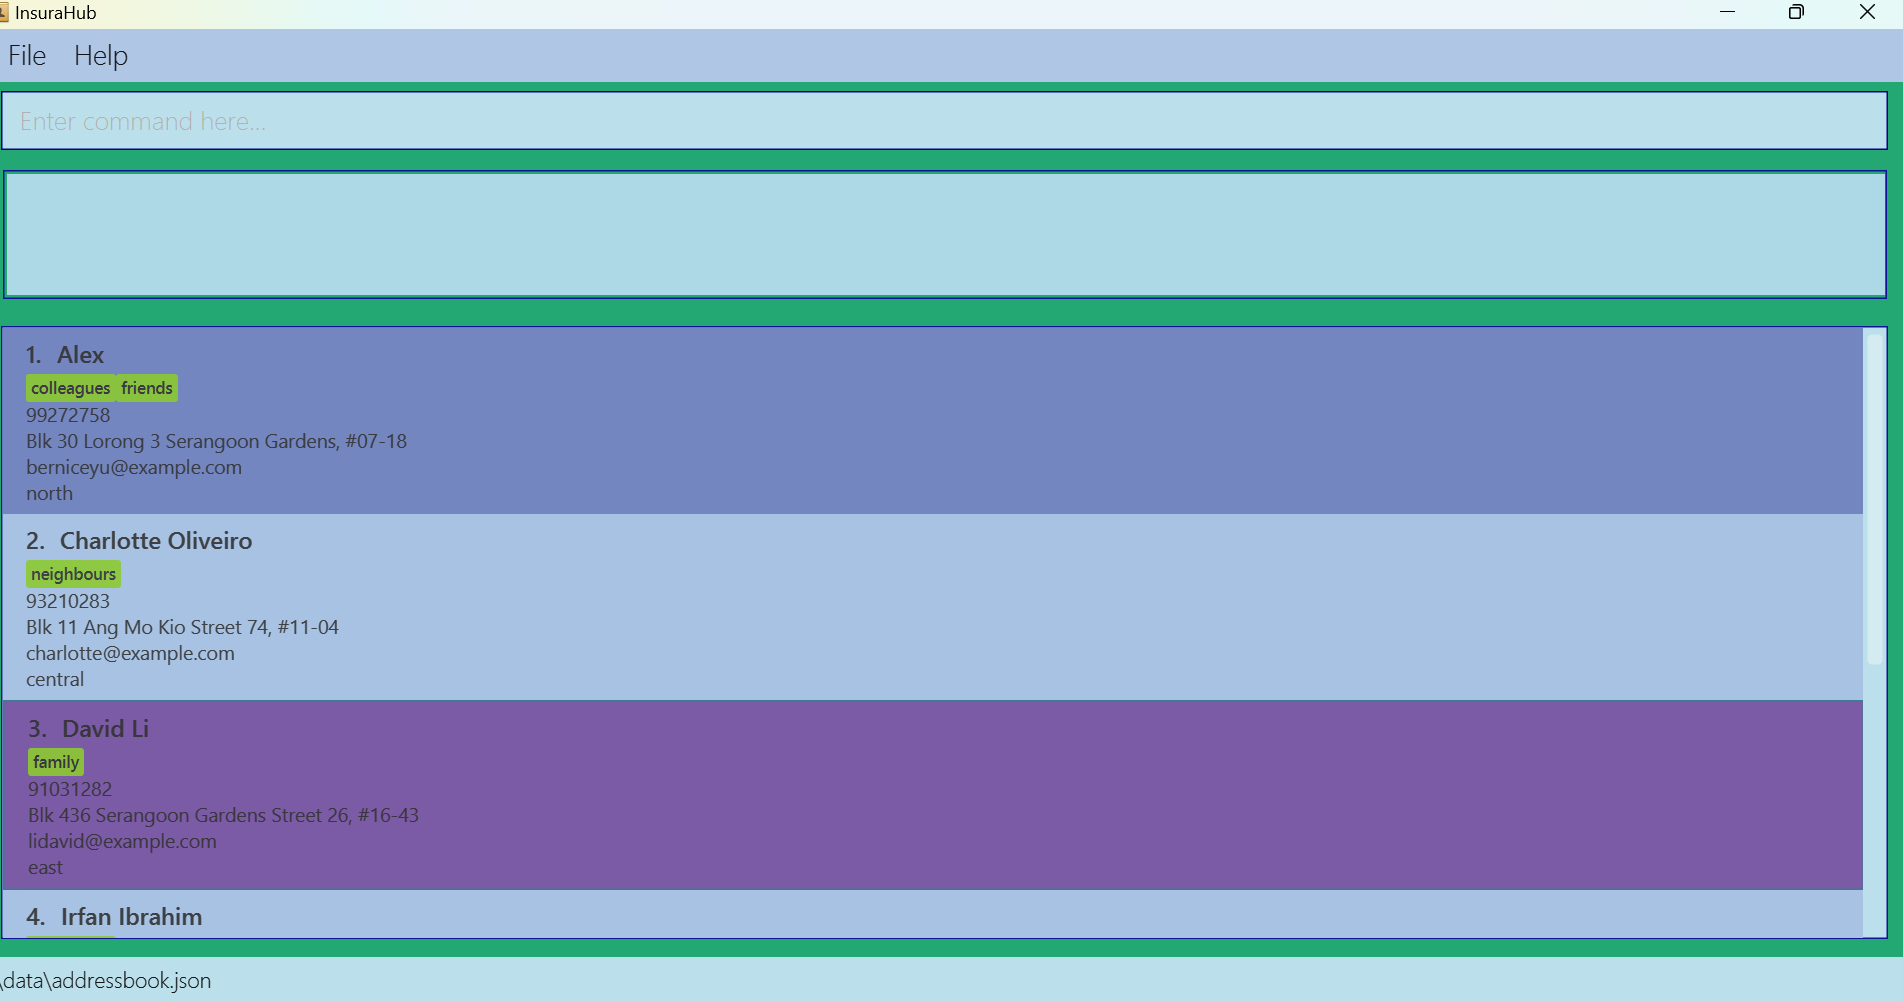 InsuraHub
File Help
Enter command here...
1. Alex
colleagues friends
99272758
Blk 30 Lorong 3 Serangoon Gardens, #07-18
berniceyu@example.com
north
2. Charlotte Oliveiro
neighbours
93210283
Blk 11 Ang Mo Kio Street 74, #11-04
charlotte@example.com
central
3. David Li
family
91031282
Blk 436 Serangoon Gardens Street 26, #16-43
lidavid@example.com
east
4. Irfan Ibrahim
\data\addressbook.json